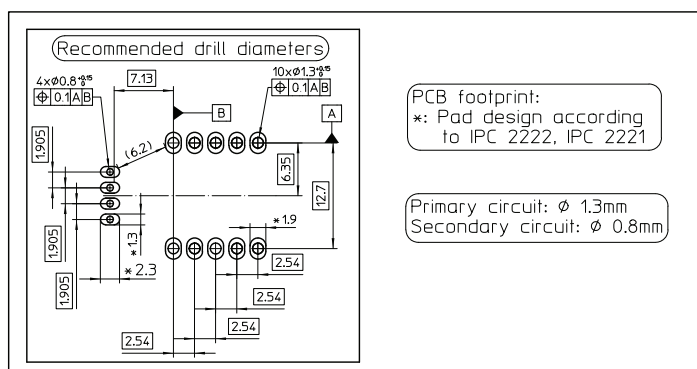 Recommended drill diameters
4xø0.8+0.15 0
⌖ 0.1 A B
7.13
10xø1.3+0.15 0
⌖ 0.1 A B
B
A
(6.2)
1.905
6.35
12.7
* 1.9
* 1.3
* 2.3
1.905
1.905
2.54
2.54
2.54
2.54
PCB footprint:
*: Pad design according
to IPC 2222, IPC 2221
Primary circuit: ø 1.3mm
Secondary circuit: ø 0.8mm